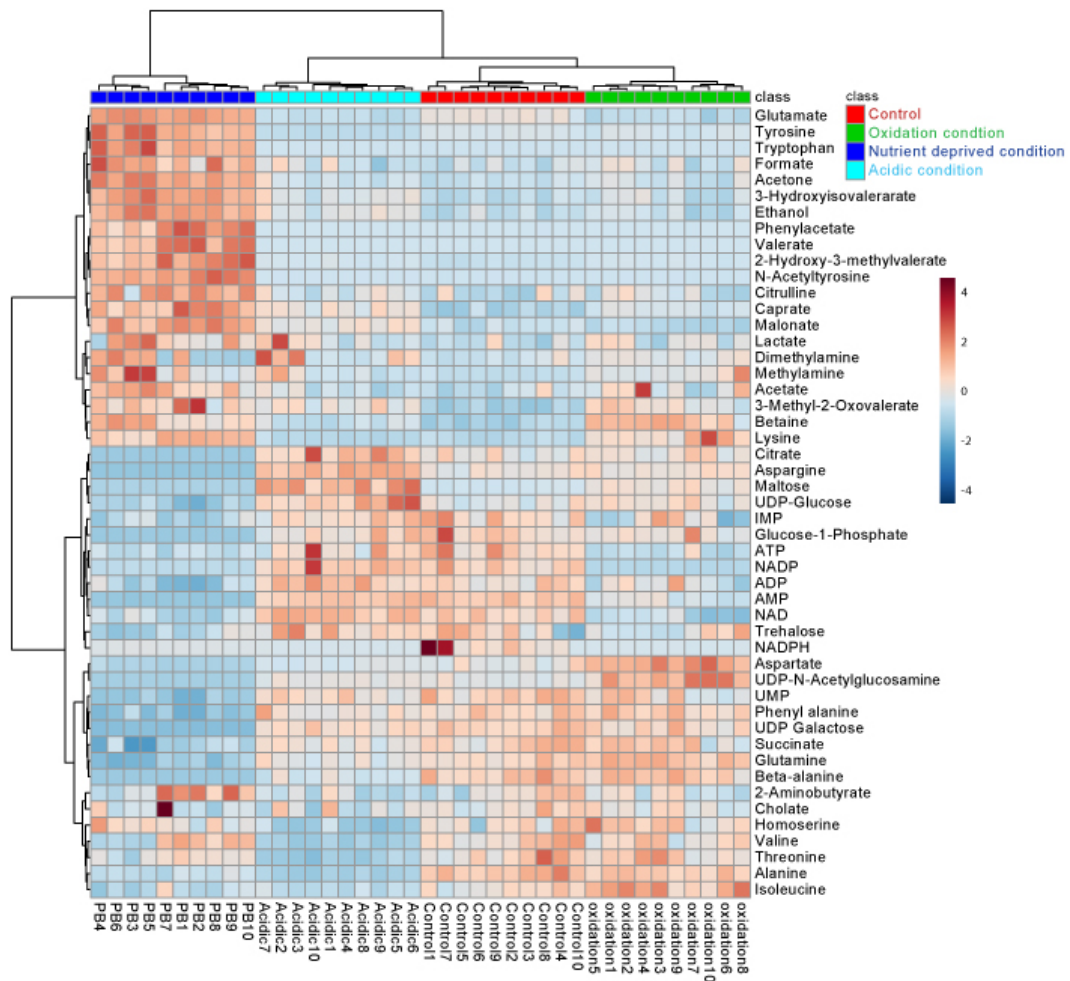 class
class
Control
Oxidation condtion
Nutrient deprived condition
Acidic condition
Glutamate
Tyrosine
Tryptophan
Formate
Acetone
3-Hydroxyisovalerarate
Ethanol
Phenylacetate
Valerate
2-Hydroxy-3-methylvalerate
N-Acetyltyrosine
Citrulline
Caprate
Malonate
Lactate
Dimethylamine
Methylamine
Acetate
3-Methyl-2-Oxovalerate
Betaine
Lysine
Citrate
Aspargine
Maltose
UDP-Glucose
IMP
Glucose-1-Phosphate
ATP
NADP
ADP
AMP
NAD
Trehalose
NADPH
Aspartate
UDP-N-Acetylglucosamine
UMP
Phenyl alanine
UDP Galactose
Succinate
Glutamine
Beta-alanine
2-Aminobutyrate
Cholate
Homoserine
Valine
Threonine
Alanine
Isoleucine
4
2
0
-2
-4
PB4
PB6
PB3
PB5
PB7
PB1
PB2
PB8
PB9
PB10
Acidic7
Acidic2
Acidic3
Acidic10
Acidic1
Acidic4
Acidic8
Acidic9
Acidic5
Acidic6
Control1
Control7
Control5
Control6
Control9
Control2
Control3
Control8
Control4
Control10
oxidation5
oxidation1
oxidation2
oxidation4
oxidation3
oxidation9
oxidation7
oxidation10
oxidation6
oxidation8